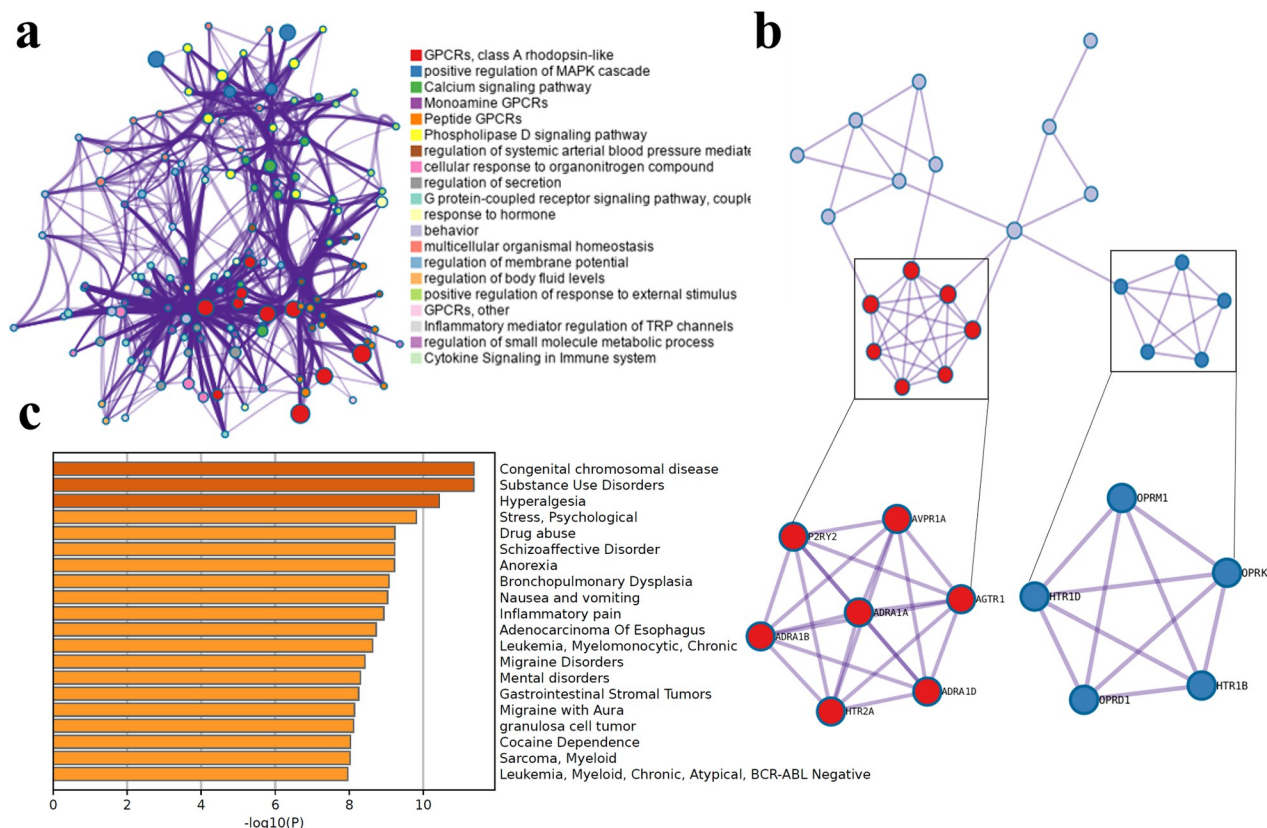 a
GPCRs, class A rhodopsin-like
positive regulation of MAPK cascade
Calcium signaling pathway
Monoamine GPCRs
Peptide GPCRs
Phospholipase D signaling pathway
regulation of systemic arterial blood pressure mediate
cellular response to organonitrogen compound
regulation of secretion
G protein-coupled receptor signaling pathway, couple
response to hormone
behavior
multicellular organismal homeostasis
regulation of membrane potential
regulation of body fluid levels
positive regulation of response to external stimulus
GPCRs, other
Inflammatory mediator regulation of TRP channels
regulation of small molecule metabolic process
Cytokine Signaling in Immune system
b
P2RY2
AVPR1A
ADRA1A
AGTR1
ADRA1B
ADRA1D
HTR2A
OPRM1
OPRK
HTR1D
HTR1B
OPRD1
c
Congenital chromosomal disease
Substance Use Disorders
Hyperalgesia
Stress, Psychological
Drug abuse
Schizoaffective Disorder
Anorexia
Bronchopulmonary Dysplasia
Nausea and vomiting
Inflammatory pain
Adenocarcinoma Of Esophagus
Leukemia, Myelomonocytic, Chronic
Migraine Disorders
Mental disorders
Gastrointestinal Stromal Tumors
Migraine with Aura
granulosa cell tumor
Cocaine Dependence
Sarcoma, Myeloid
Leukemia, Myeloid, Chronic, Atypical, BCR-ABL Negative
0 2 4 6 8 10
-log10(P)